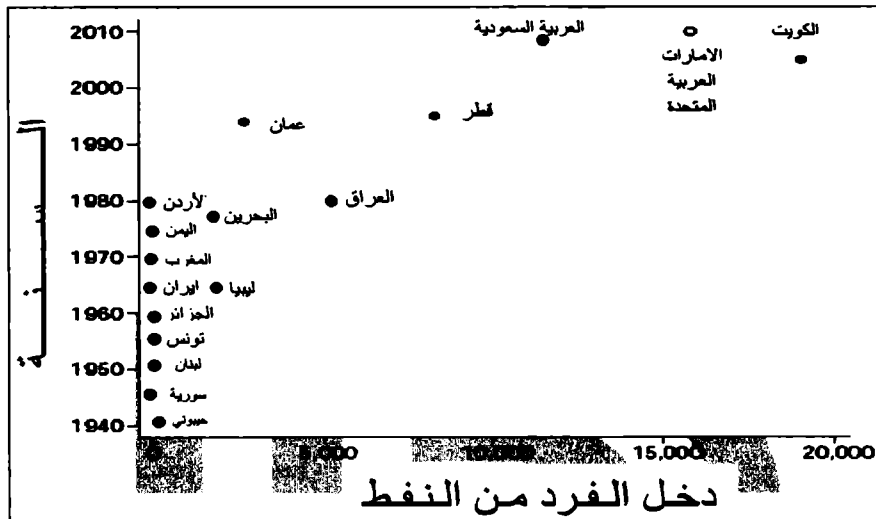 2010
العربية السعودية
الامارات
العربية
المتحدة
الكويت
2000
عمان
قطر
1990
1980
الأردن
البحرين
العراق
اليمن
1970
المغرب
ايران
ليبيا
1960
الجزائر
تونس
1950
لبنان
سورية
1940
جيبوتي
السنة
0
5,000
10,000
15,000
20,000
دخل الفرد من النفط